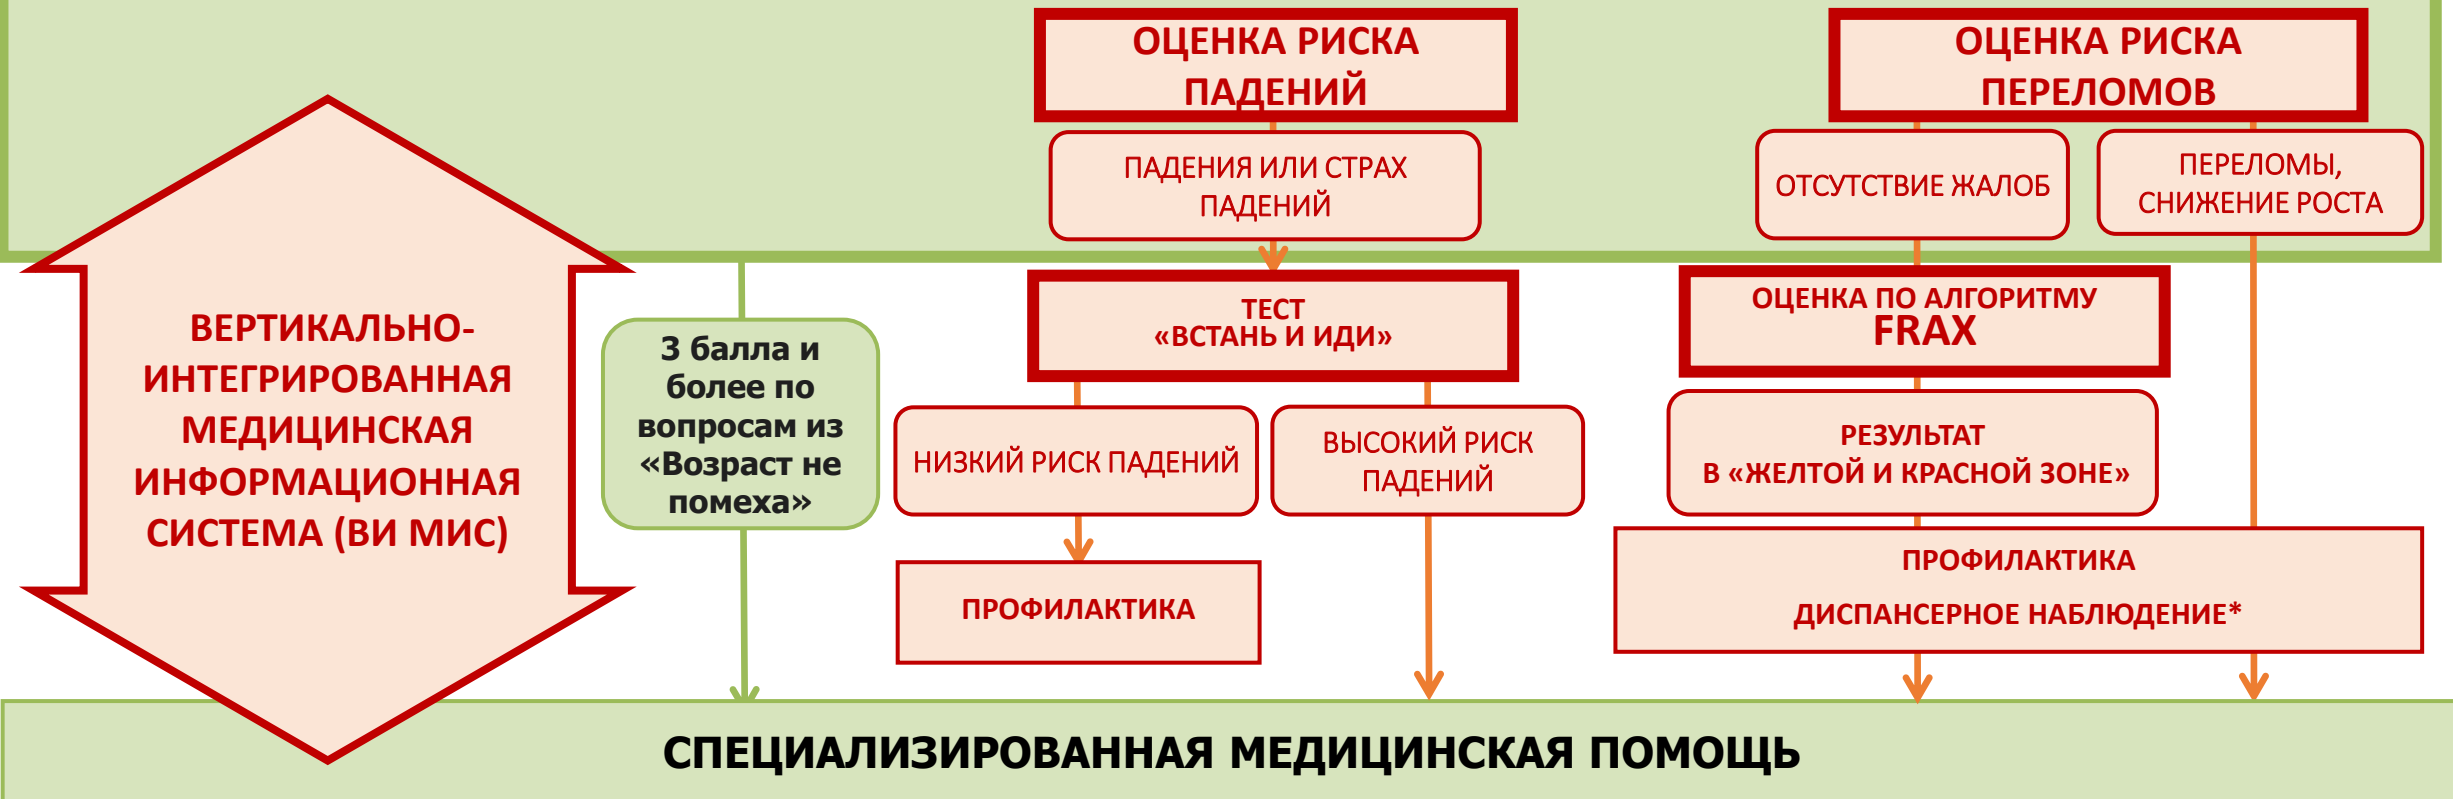 ОЦЕНКА РИСКА
ПАДЕНИЙ
ОЦЕНКА РИСКА
ПЕРЕЛОМОВ
ПАДЕНИЯ ИЛИ СТРАХ
ПАДЕНИЙ
ОТСУТСТВИЕ ЖАЛОБ
ПЕРЕЛОМЫ,
СНИЖЕНИЕ РОСТА
ВЕРТИКАЛЬНО-
ИНТЕГРИРОВАННАЯ
МЕДИЦИНСКАЯ
ИНФОРМАЦИОННАЯ
СИСТЕМА (ВИ МИС)
3 балла и
более по
вопросам из
«Возраст не
помеха»
ТЕСТ
«ВСТАНЬ И ИДИ»
ОЦЕНКА ПО АЛГОРИТМУ
FRAX
НИЗКИЙ РИСК ПАДЕНИЙ
ВЫСОКИЙ РИСК
ПАДЕНИЙ
РЕЗУЛЬТАТ
В «ЖЕЛТОЙ И КРАСНОЙ ЗОНЕ»
ПРОФИЛАКТИКА
ПРОФИЛАКТИКА
ДИСПАНСЕРНОЕ НАБЛЮДЕНИЕ*
СПЕЦИАЛИЗИРОВАННАЯ МЕДИЦИНСКАЯ ПОМОЩЬ